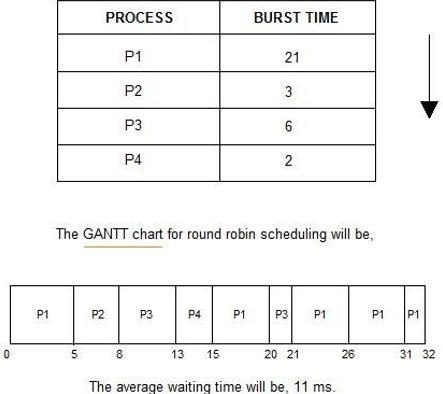 PROCESS BURST TIME
P1 21
P2 3
P3 6
P4 2
The GANTT chart for round robin scheduling will be,
P1 P2 P3 P4 P1 P3 P1 P1 P1
0 5 8 13 15 20 21 26 31 32
The average waiting time will be, 11 ms.